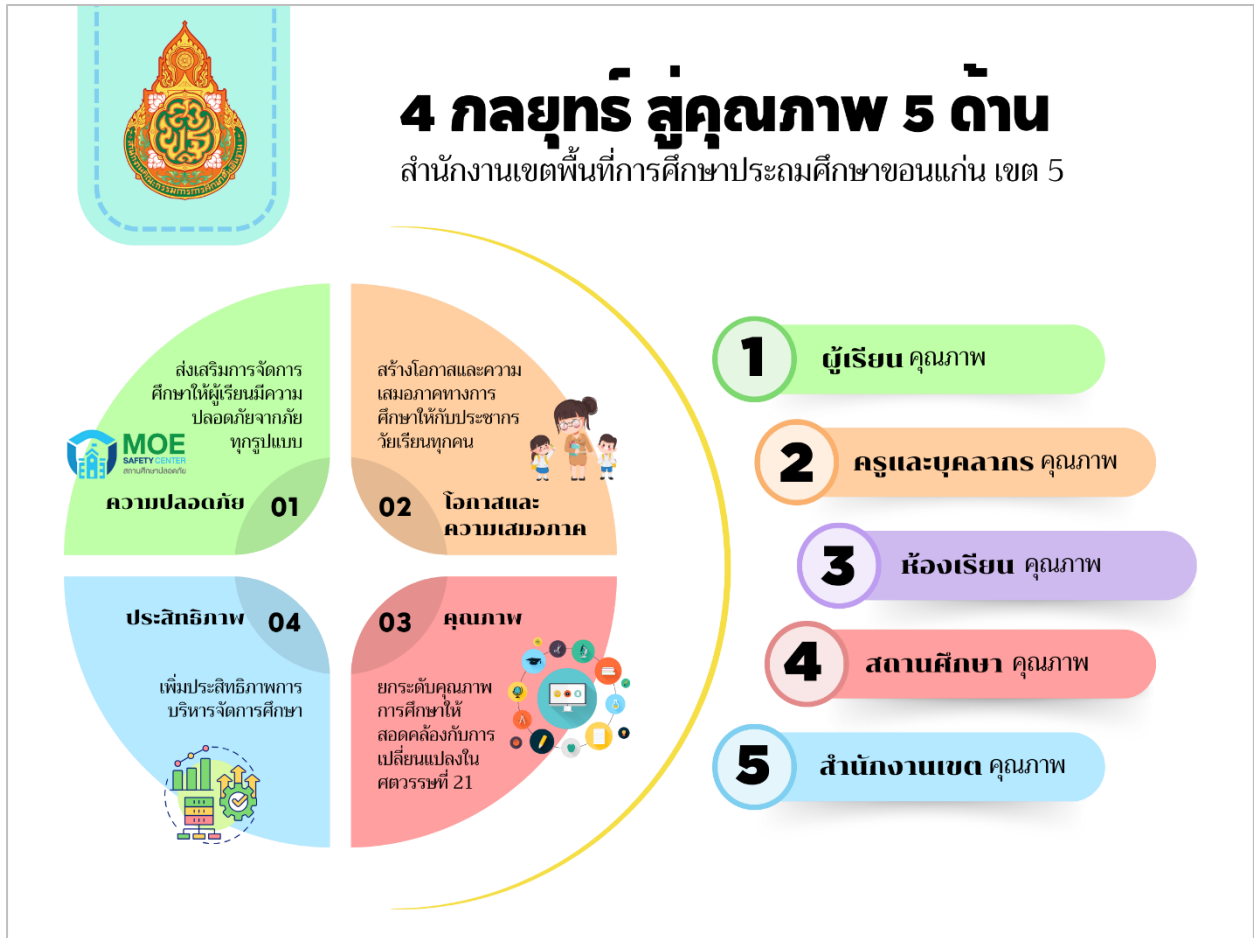 4 กลยุทธ์ สู่คุณภาพ 5 ด้าน
สำนักงานเขตพื้นที่การศึกษาประถมศึกษาขอนแก่น เขต 5
ส่งเสริมการจัดการ
ศึกษาให้ผู้เรียนมีความ
ปลอดภัยจากภัย
ทุกรูปแบบ
MOE
SAFETY CENTER
สถานศึกษาปลอดภัย
ความปลอดภัย 01
สร้างโอกาสและความ
เสมอภาคทางการ
ศึกษาให้กับประชากร
วัยเรียนทุกคน
02 โอกาสและ
ความเสมอภาค
ประสิทธิภาพ 04
เพิ่มประสิทธิภาพการ
บริหารจัดการศึกษา
03 คุณภาพ
ยกระดับคุณภาพ
การศึกษาให้
สอดคล้องกับการ
เปลี่ยนแปลงใน
ศตวรรษที่ 21
1 ผู้เรียน คุณภาพ
2 ครูและบุคลากร คุณภาพ
3 ห้องเรียน คุณภาพ
4 สถานศึกษา คุณภาพ
5 สำนักงานเขต คุณภาพ